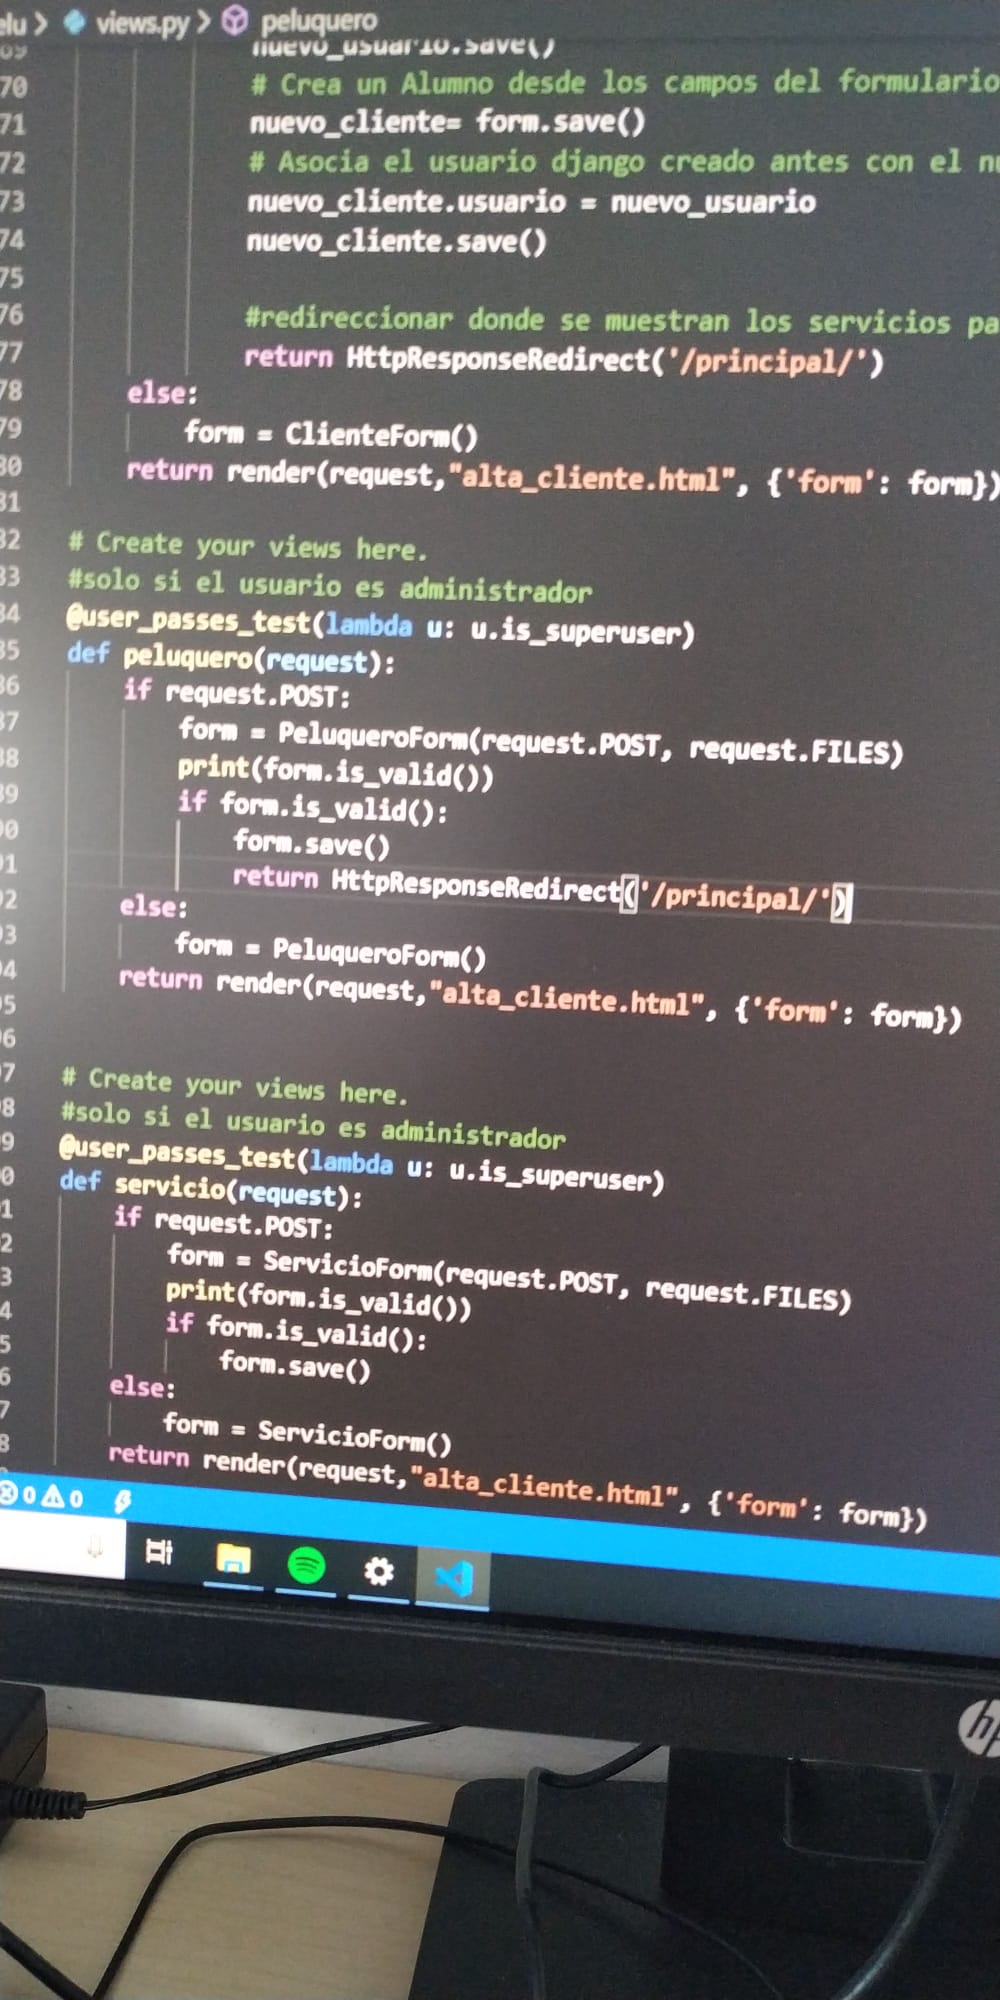 elu > views.py > peluquero
69 nuevo_usuario.save()
70 # Crea un Alumno desde los campos del formulario
71 nuevo_cliente= form.save()
72 # Asocia el usuario django creado antes con el
73 nuevo_cliente.usuario = nuevo_usuario
74 nuevo_cliente.save()
75
76 #redireccionar donde se muestran los servicios pa
77 return HttpResponseRedirect('/principal/')
78 else:
79 form = ClienteForm()
80 return render(request,"alta_cliente.html", {'form': form})
81
82 # Create your views here.
83 #solo si el usuario es administrador
84 @user_passes_test(lambda u: u.is_superuser)
85 def peluquero(request):
86 if request.POST:
87 form = PeluqueroForm(request.POST, request.FILES)
88 print(form.is_valid())
89 if form.is_valid():
90 form.save()
91 return HttpResponseRedirect('/principal/')
92 else:
93 form = PeluqueroForm()
94 return render(request,"alta_cliente.html", {'form': form})
95
96
97 # Create your views here.
98 #solo si el usuario es administrador
99 @user_passes_test(lambda u: u.is_superuser)
0 def servicio(request):
1 if request.POST:
2 form = ServicioForm(request.POST, request.FILES)
3 print(form.is_valid())
4 if form.is_valid():
5 form.save()
6 else:
7 form = ServicioForm()
8 return render(request,"alta_cliente.html", {'form': form})
0 0
hp